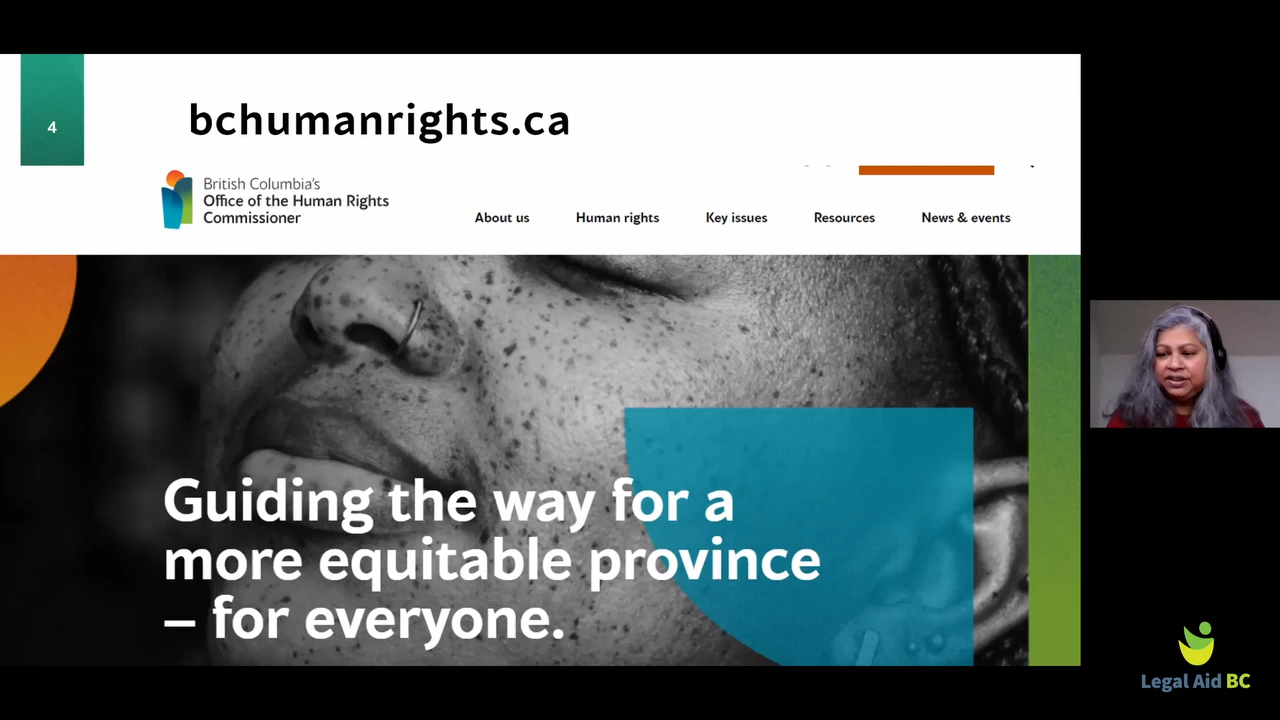 4
bchumanrights.ca
British Columbia's
Office of the Human Rights
Commissioner
About us
Human rights
Key issues
Resources
News & events
Guiding the way for a
more equitable province
– for everyone.
Legal Aid BC